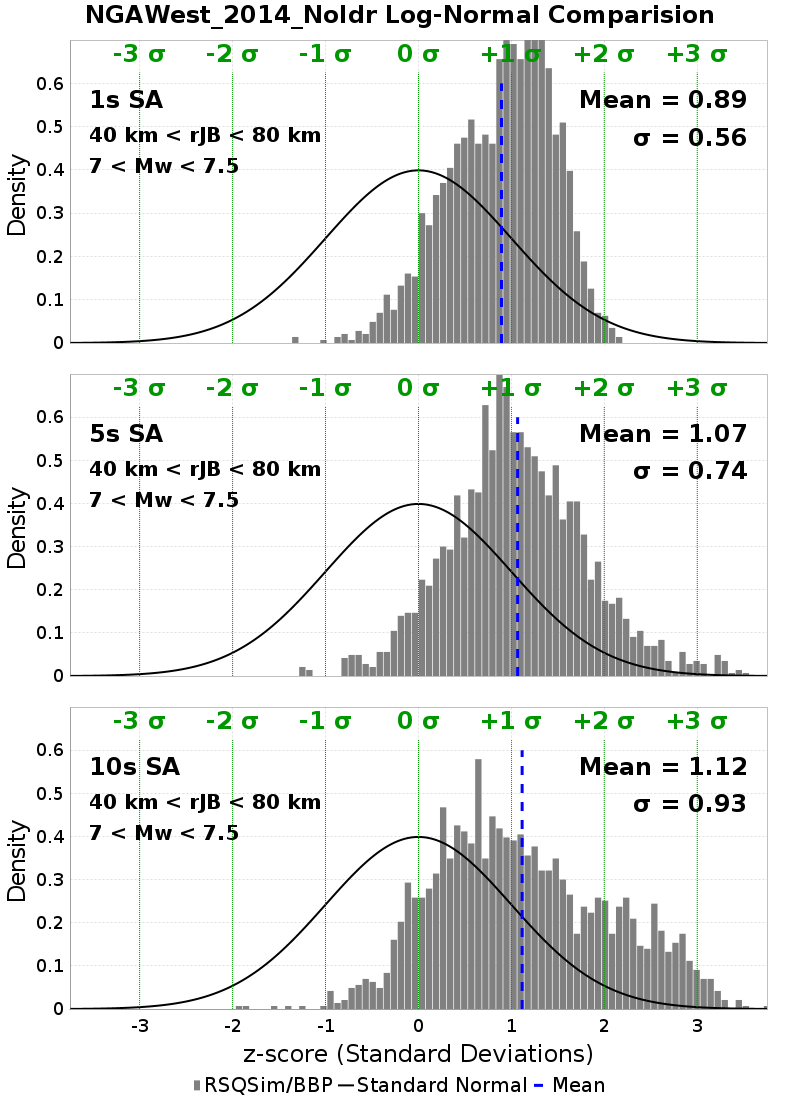 NGAWest_2014_NoIdr Log-Normal Comparision
-3 σ -2 σ -1 σ 0 σ +1 σ +2 σ +3 σ
1s SA
Mean = 0.89
40 km < rJB < 80 km
σ = 0.56
7 < Mw < 7.5
Density
0.6
0.5
0.4
0.3
0.2
0.1
0
-3 σ -2 σ -1 σ 0 σ +1 σ +2 σ +3 σ
5s SA
Mean = 1.07
40 km < rJB < 80 km
σ = 0.74
7 < Mw < 7.5
Density
0.6
0.5
0.4
0.3
0.2
0.1
0
-3 σ -2 σ -1 σ 0 σ +1 σ +2 σ +3 σ
10s SA
Mean = 1.12
40 km < rJB < 80 km
σ = 0.93
7 < Mw < 7.5
Density
0.6
0.5
0.4
0.3
0.2
0.1
0
-3 -2 -1 0 1 2 3
z-score (Standard Deviations)
RSQSim/BBP Standard Normal Mean